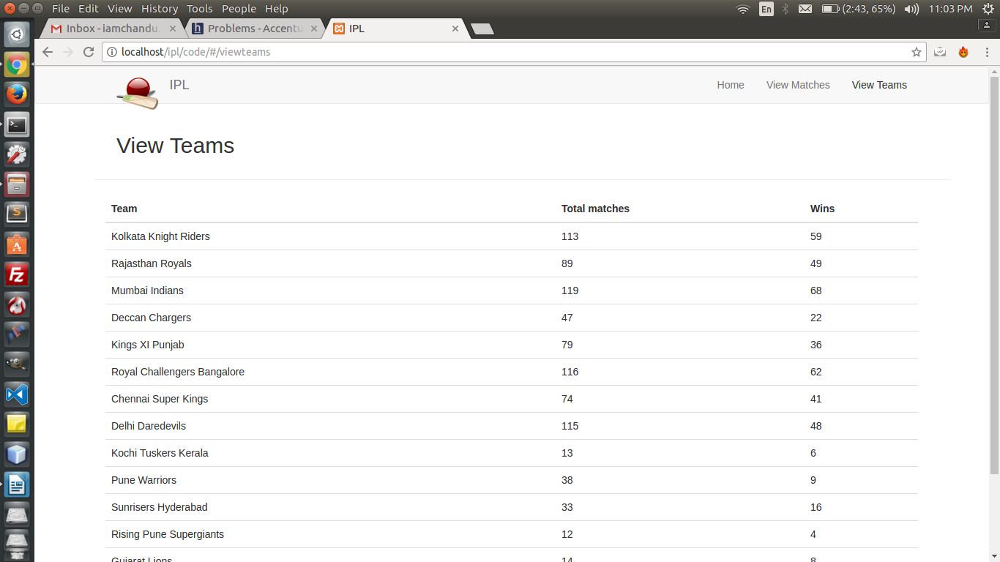 File Edit View History Tools People Help En (2:43, 65%) 11:03 PM
Inbox - iamchandu. Problems - Accentu IPL
localhost/ipl/code/#/viewteams
IPL Home View Matches View Teams
View Teams
Team Total matches Wins
Kolkata Knight Riders 113 59
Rajasthan Royals 89 49
Mumbai Indians 119 68
Deccan Chargers 47 22
Kings XI Punjab 79 36
Royal Challengers Bangalore 116 62
Chennai Super Kings 74 41
Delhi Daredevils 115 48
Kochi Tuskers Kerala 13 6
Pune Warriors 38 9
Sunrisers Hyderabad 33 16
Rising Pune Supergiants 12 4
Gujarat Lions 14 8